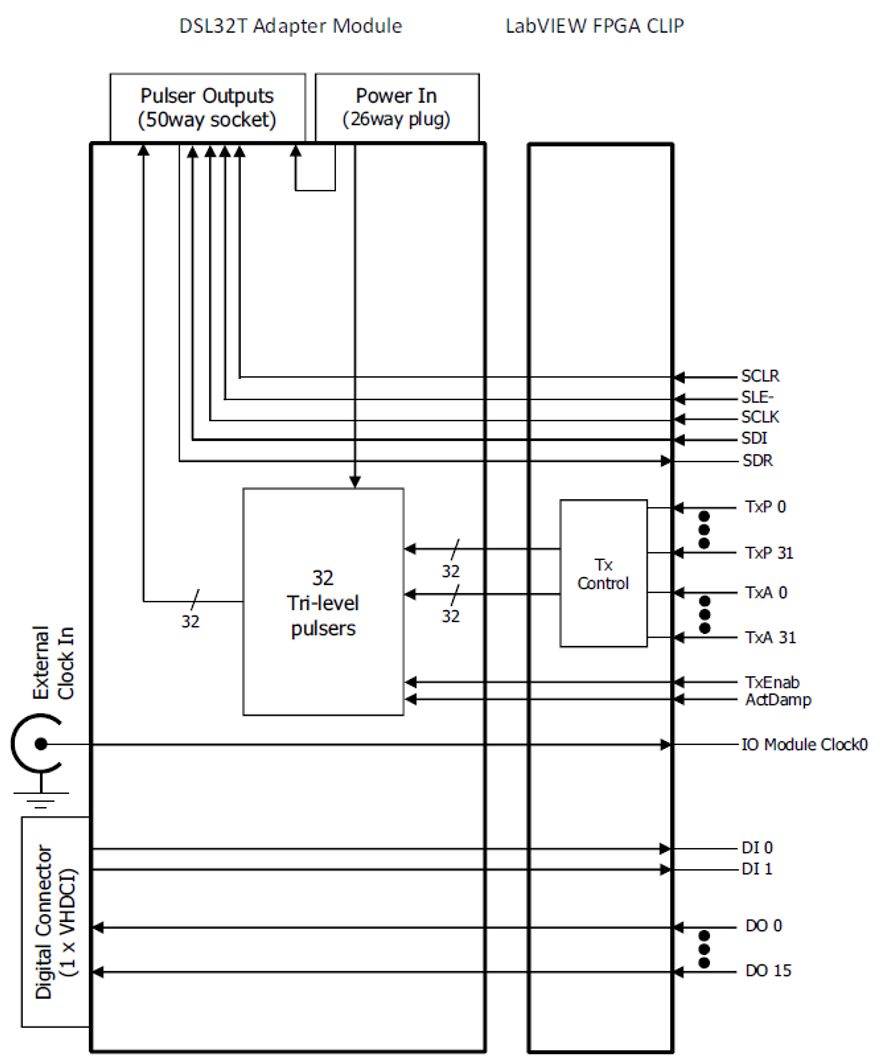 DSL32T Adapter Module
LabVIEW FPGA CLIP
Pulser Outputs
(50way socket)
Power In
(26way plug)
SCLR
SLE-
SCLK
SDI
SDR
TxP 0
TxP 31
TxA 0
TxA 31
TxEnab
ActDamp
Tx
Control
32
32
32
Tri-level
pulsers
32
External
Clock In
IO Module Clock0
Digital Connector
(1 x VHDCI)
DI 0
DI 1
DO 0
DO 15